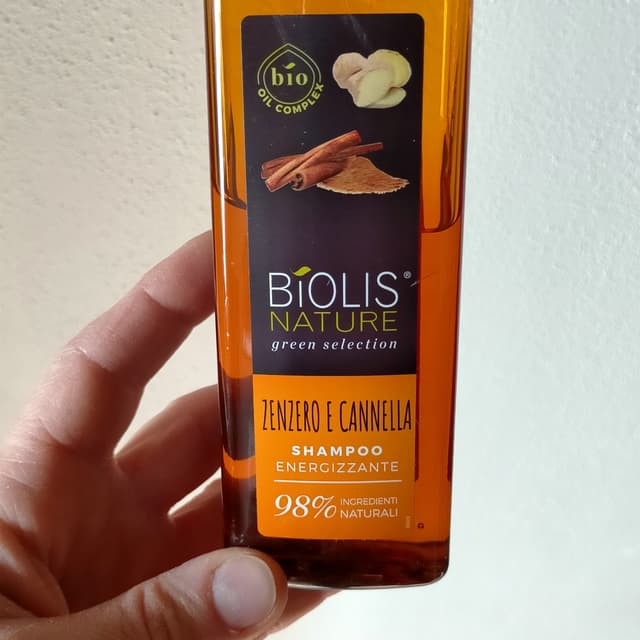 bio
OIL COMPLEX
BiOLIS®
NATURE
green selection
ZENZERO E CANNELLA
SHAMPOO
ENERGIZZANTE
98% INGREDIENTI
NATURALI